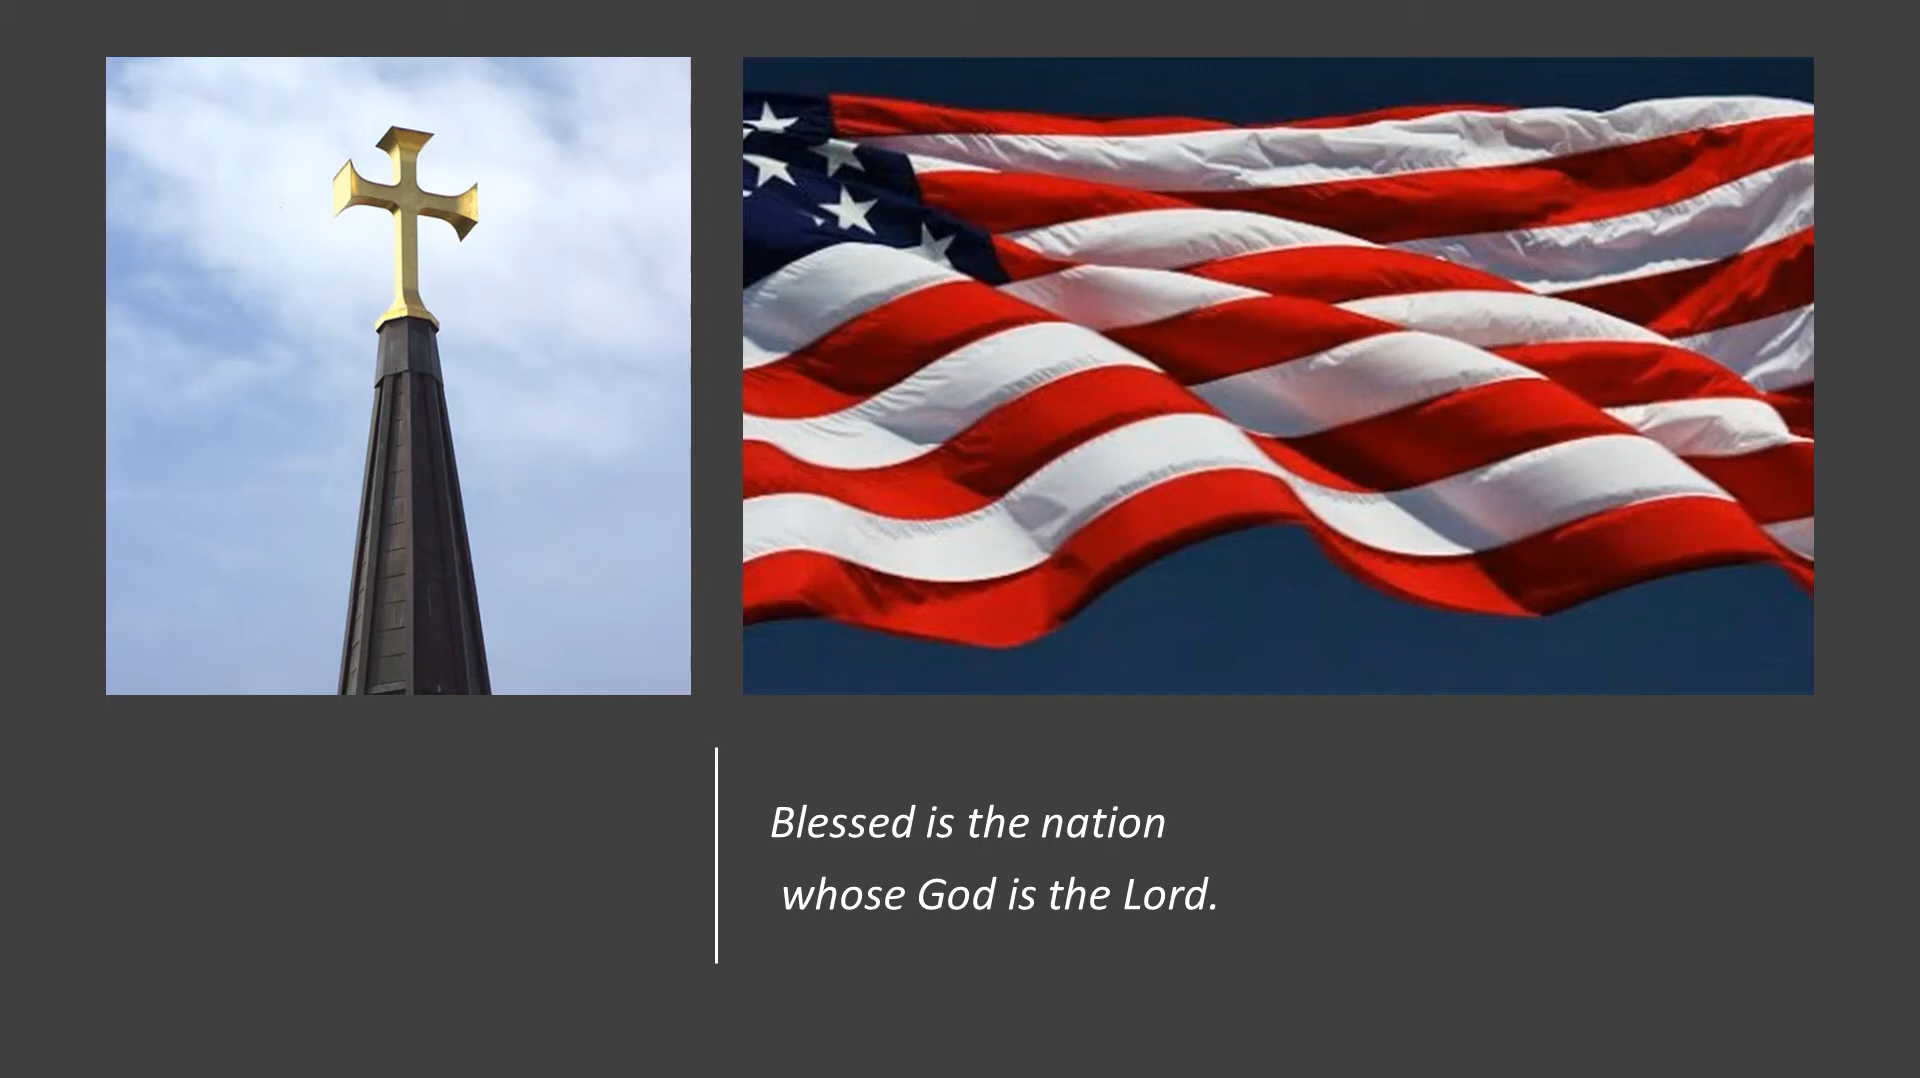 Blessed is the nation
whose God is the Lord.